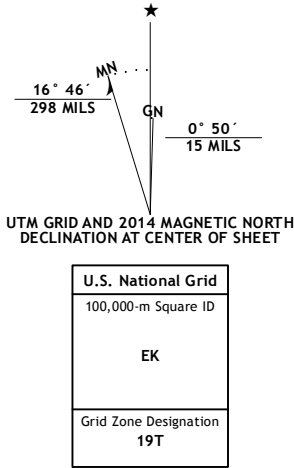 ★
MN
16° 46´
298 MILS
GN
0° 50´
15 MILS
UTM GRID AND 2014 MAGNETIC NORTH
DECLINATION AT CENTER OF SHEET
U.S. National Grid
100,000-m Square ID
EK
Grid Zone Designation
19T